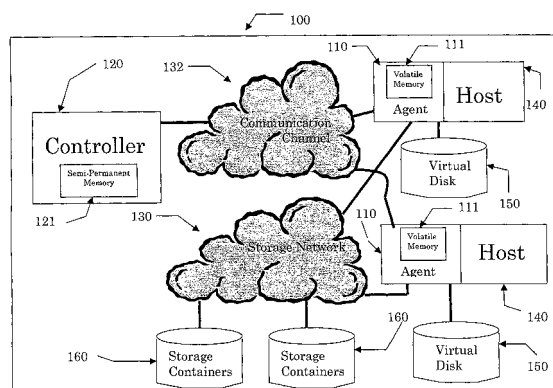 100
110
111
132
120
140
Volatile
Memory
Host
Agent
Communication
Channel
Controller
Semi-Permanent
Memory
121
Virtual
Disk
150
130
110
111
Storage Network
Volatile
Memory
Host
Agent
140
160
Storage
Containers
Storage
Containers
160
Virtual
Disk
150